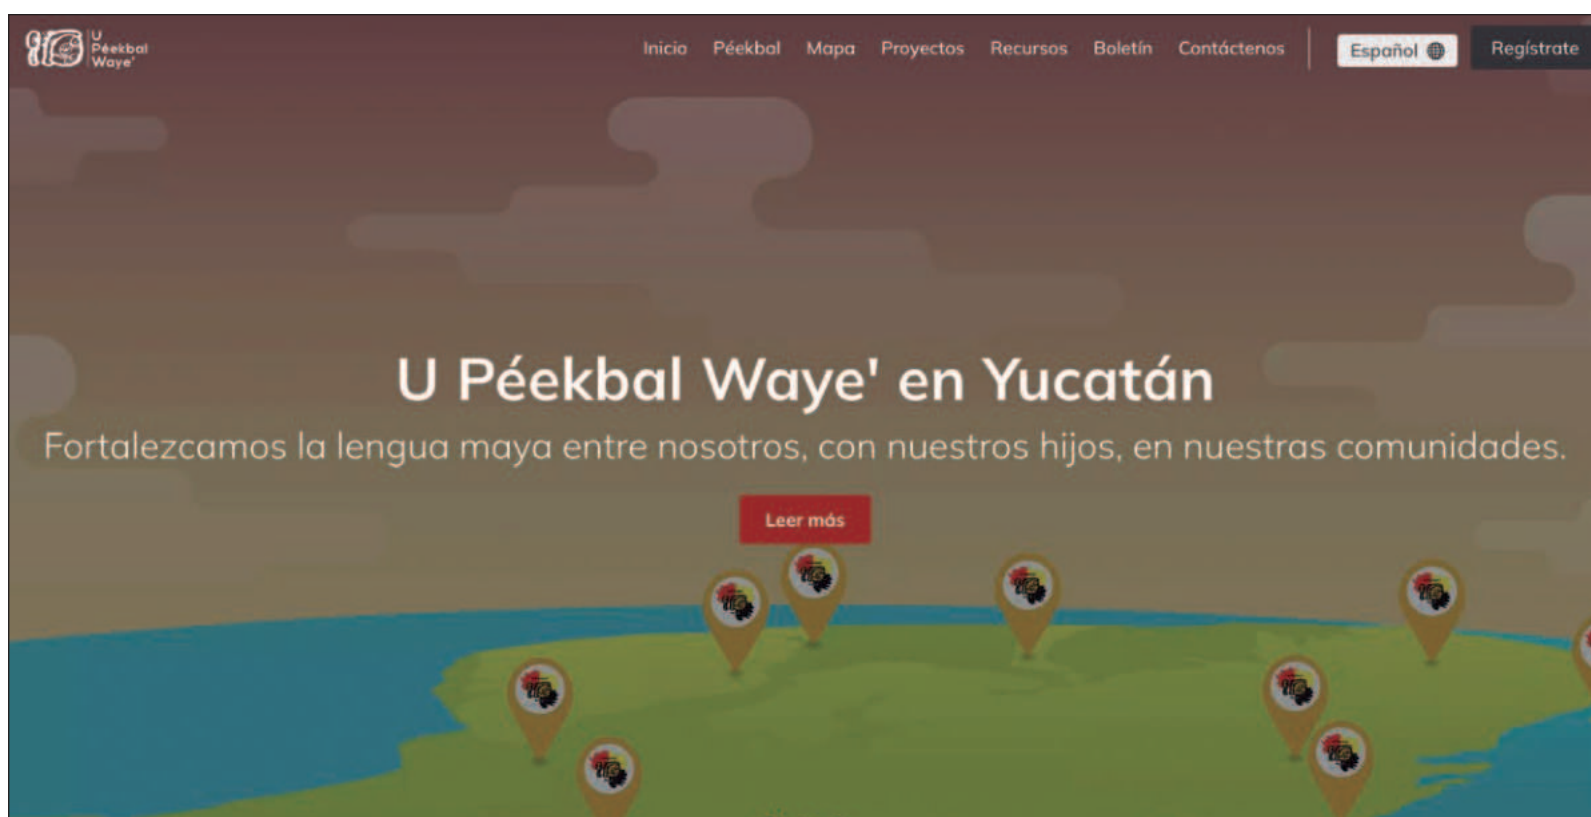 U
Péekbal
Waye'
Inicio Péekbal Mapa Proyectos Recursos Boletín Contáctenos Español Regístrate
U Péekbal Waye' en Yucatán
Fortalezcamos la lengua maya entre nosotros, con nuestros hijos, en nuestras comunidades.
Leer más